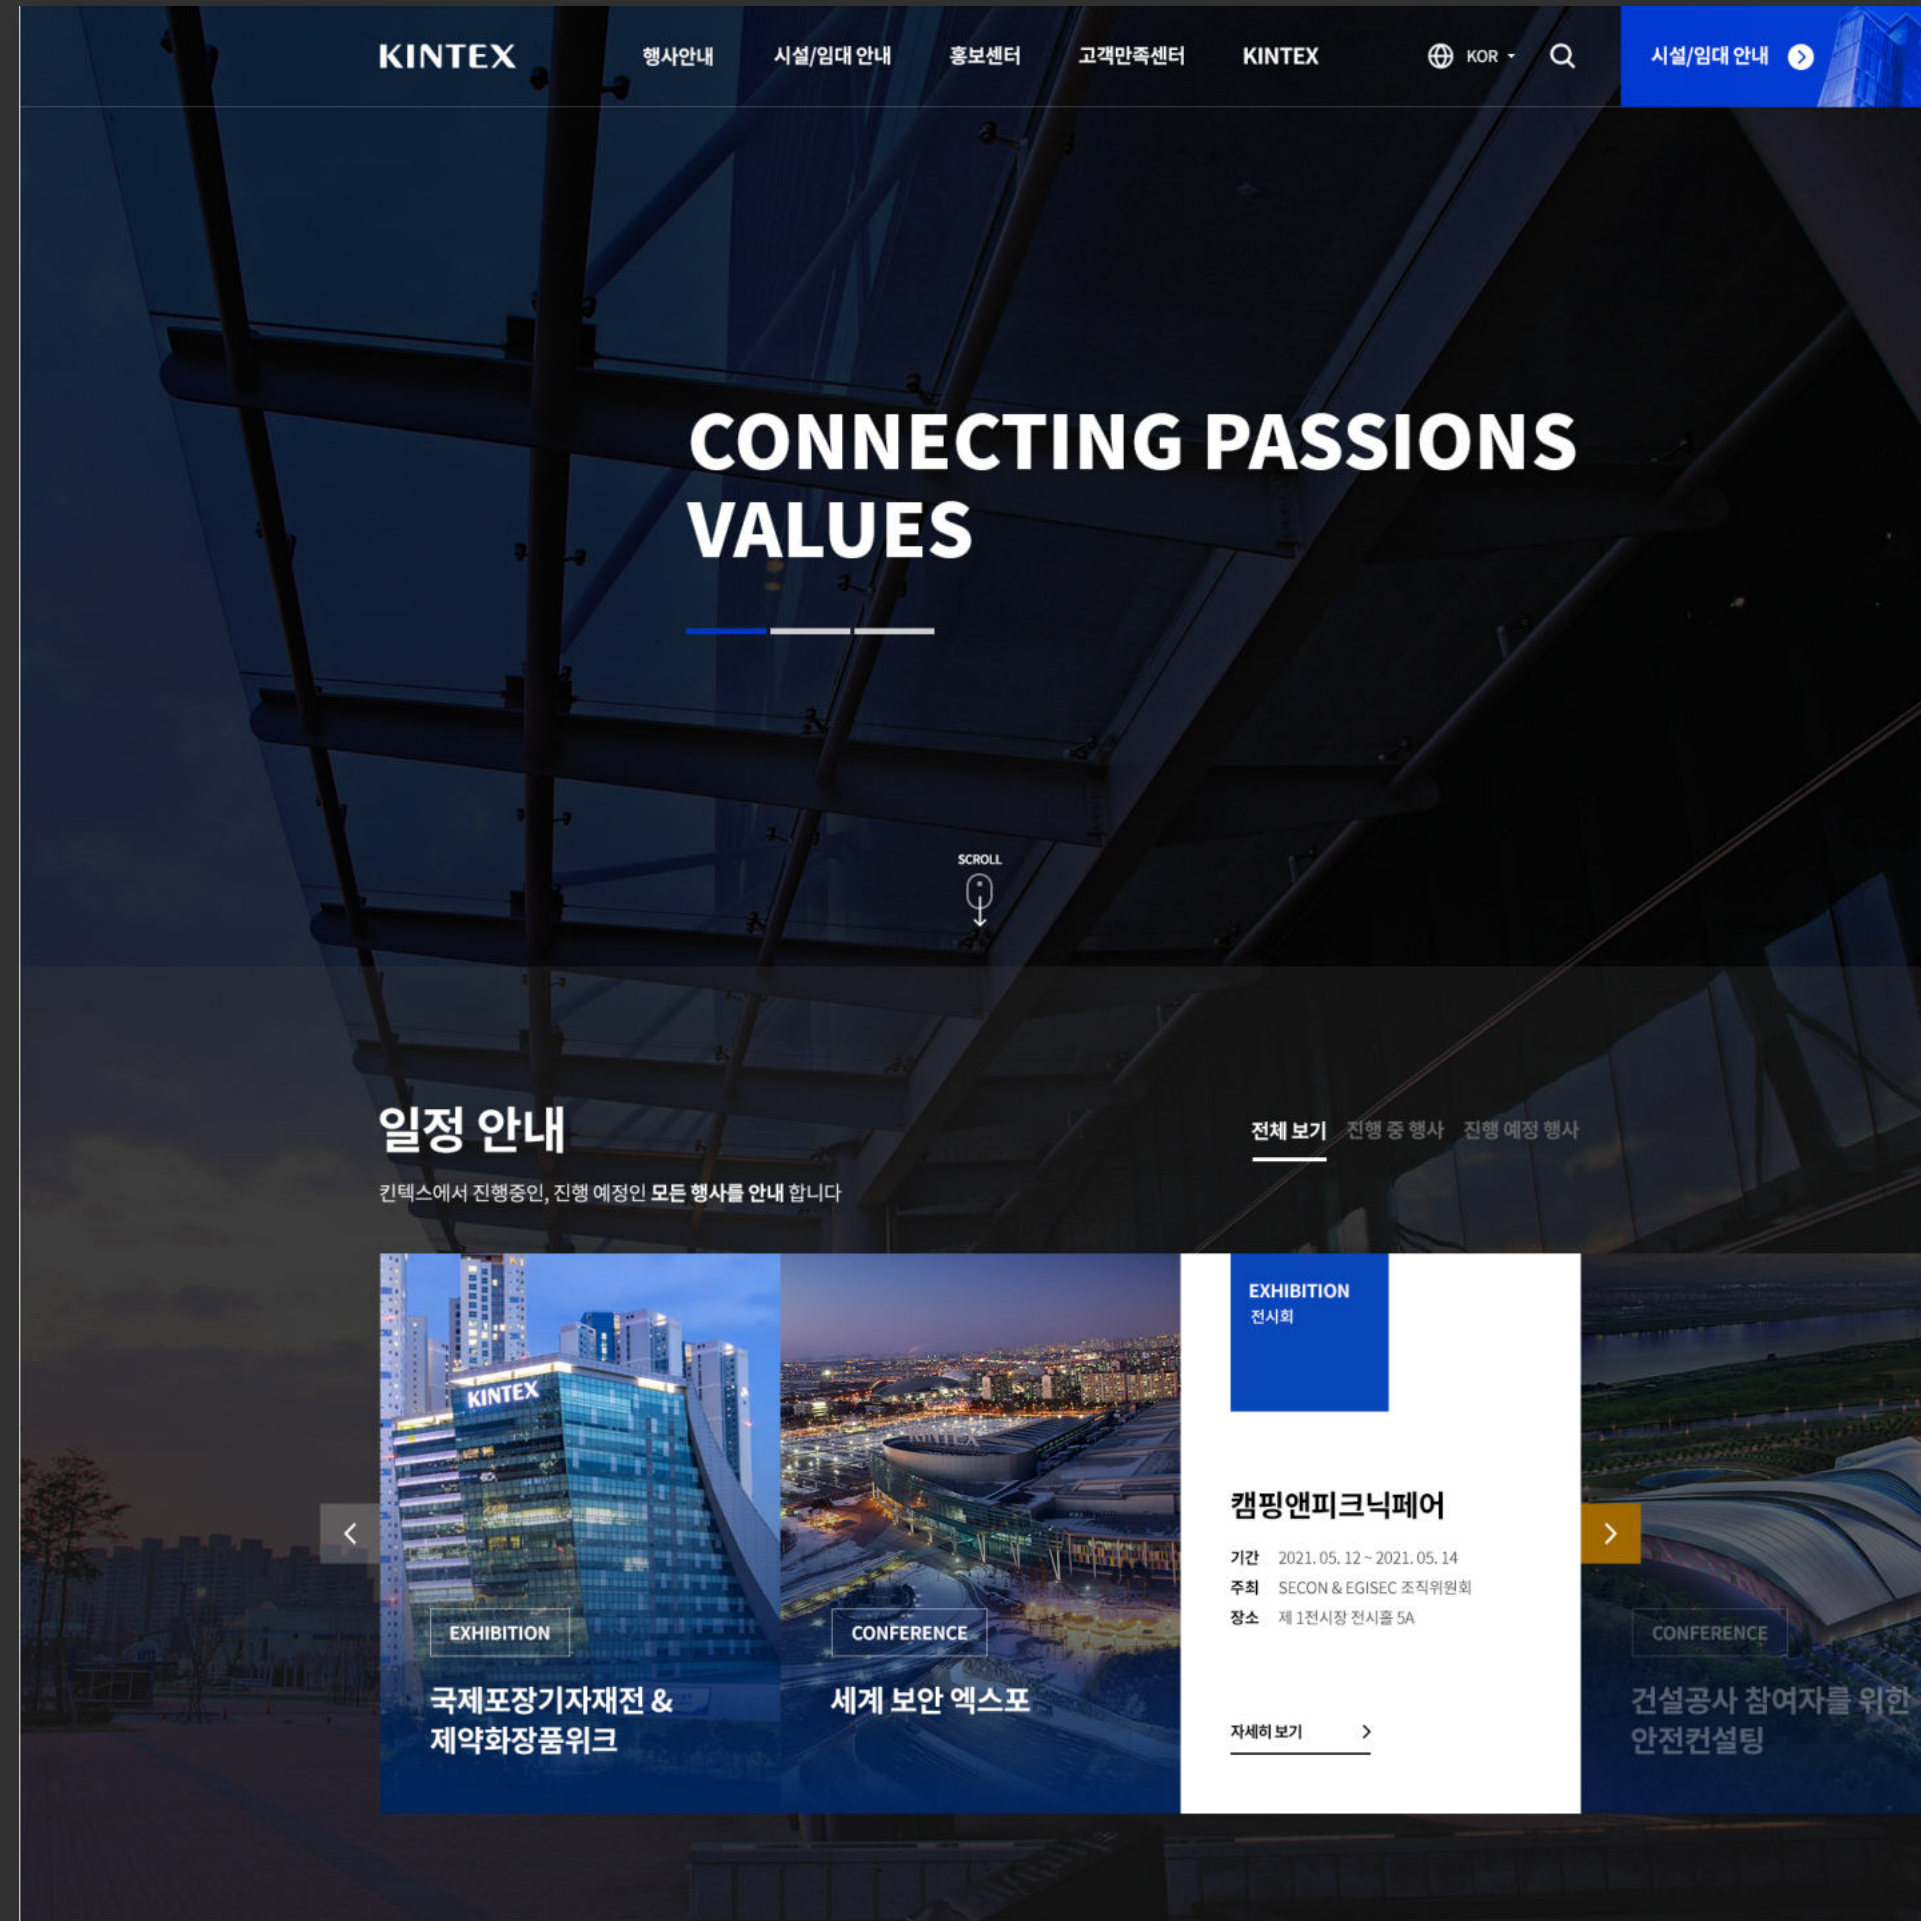 KINTEX
행사안내
시설/임대 안내
홍보센터
고객만족센터
KINTEX
KOR
시설/임대 안내
CONNECTING PASSIONS
VALUES
SCROLL
일정 안내
전체 보기
진행 중 행사
진행 예정 행사
킨텍스에서 진행중인, 진행 예정인 모든 행사를 안내 합니다
KINTEX
EXHIBITION
국제포장기자재전 &
제약화장품위크
KINTEX
CONFERENCE
세계 보안 엑스포
EXHIBITION
전시회
캠핑앤피크닉페어
기간 2021. 05. 12 ~ 2021. 05. 14
주최 SECON & EGISEC 조직위원회
장소 제 1전시장 전시홀 5A
자세히 보기
CONFERENCE
건설공사 참여자를 위한
안전컨설팅